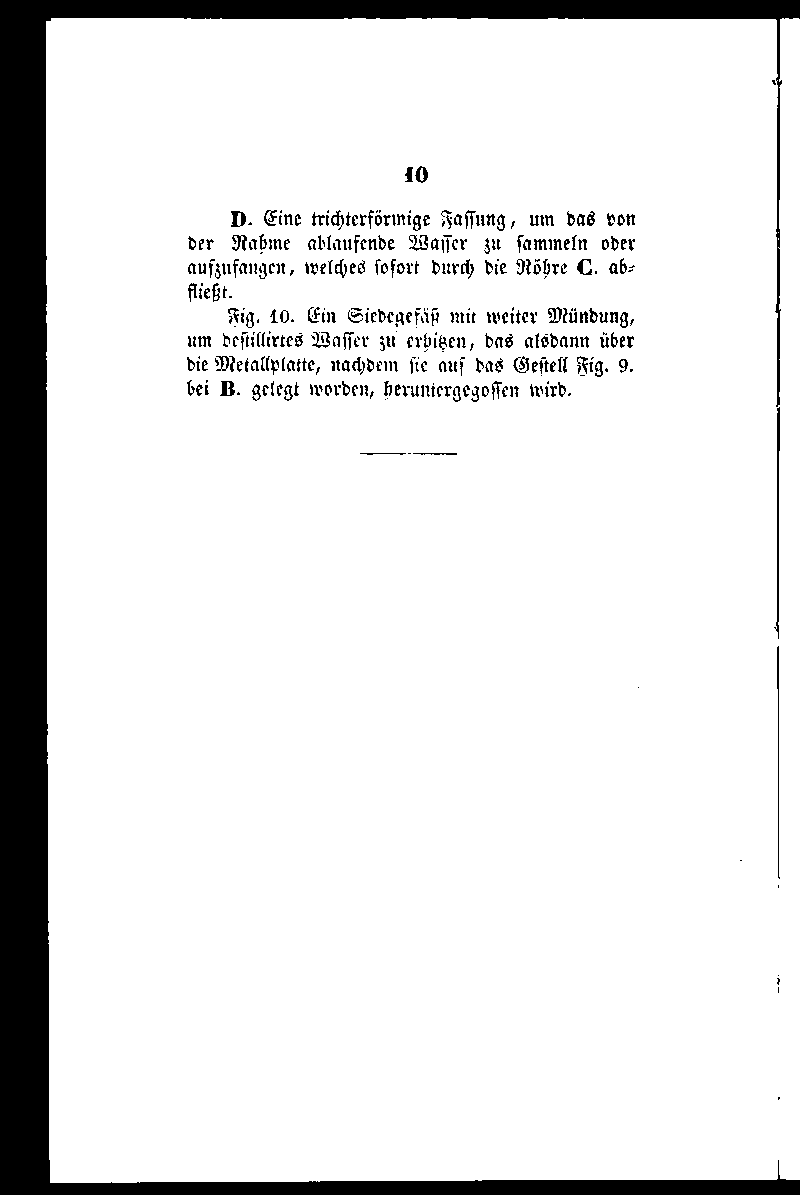 10
D. Eine trichterförmige Fassung, um das von
der Rahme ablaufende Wasser zu sammeln oder
aufzufangen, welches sofort durch die Röhre C. ab-
fließt.
Fig. 10. Ein Siedegefäß mit weiter Mündung,
um destillirtes Wasser zu erhitzen, das alsdann über
die Metallplatte, nachdem sie auf das Gestell Fig. 9.
bei B. gelegt worden, heruntergegossen wird.